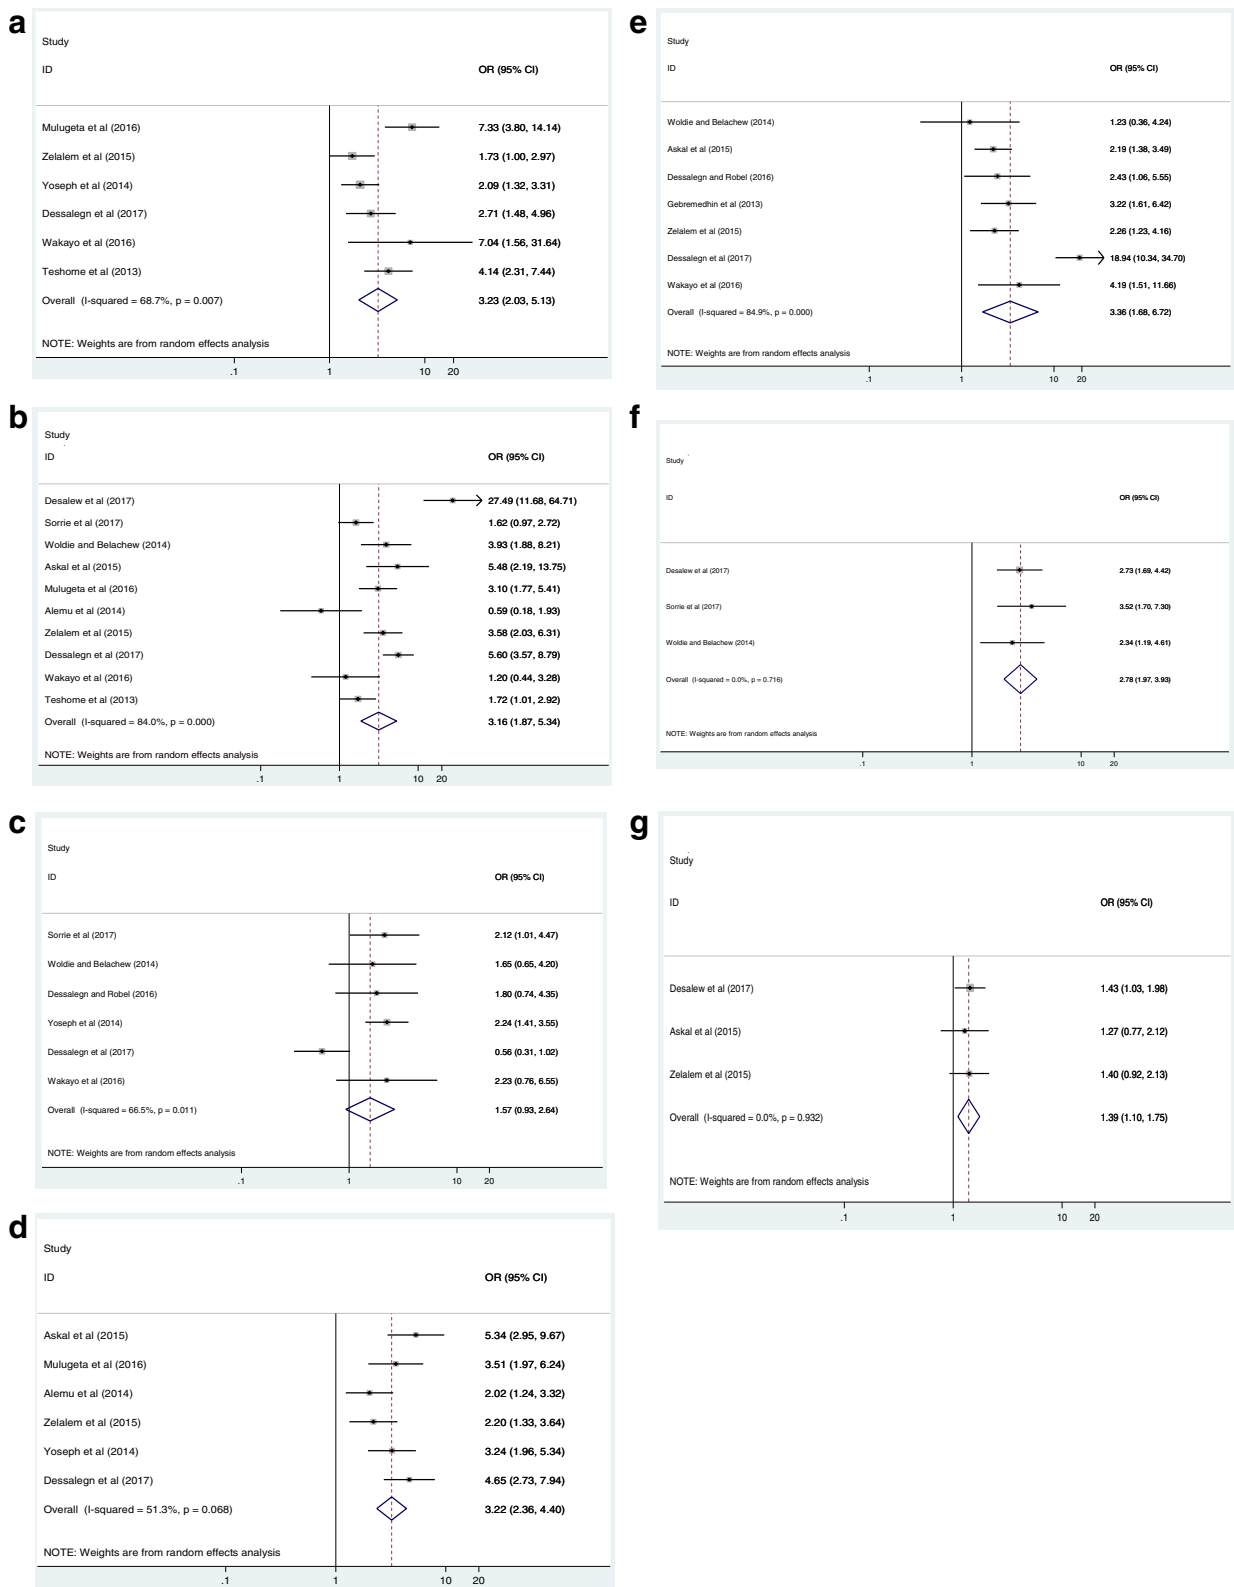 a
Study
ID
OR (95% CI)
Mulugeta et al (2016) 7.33 (3.80, 14.14)
Zelalem et al (2015) 1.73 (1.00, 2.97)
Yoseph et al (2014) 2.09 (1.32, 3.31)
Dessalegn et al (2017) 2.71 (1.48, 4.96)
Wakayo et al (2016) 7.04 (1.56, 31.64)
Teshome et al (2013) 4.14 (2.31, 7.44)
Overall (I-squared = 68.7%, p = 0.007) 3.23 (2.03, 5.13)
NOTE: Weights are from random effects analysis
.1 1 10 20
b
Study
ID
OR (95% CI)
Desalew et al (2017) 27.49 (11.68, 64.71)
Sorrie et al (2017) 1.62 (0.97, 2.72)
Woldie and Belachew (2014) 3.93 (1.88, 8.21)
Askal et al (2015) 5.48 (2.19, 13.75)
Mulugeta et al (2016) 3.10 (1.77, 5.41)
Alemu et al (2014) 0.59 (0.18, 1.93)
Zelalem et al (2015) 3.58 (2.03, 6.31)
Dessalegn et al (2017) 5.60 (3.57, 8.79)
Wakayo et al (2016) 1.20 (0.44, 3.28)
Teshome et al (2013) 1.72 (1.01, 2.92)
Overall (I-squared = 84.0%, p = 0.000) 3.16 (1.87, 5.34)
NOTE: Weights are from random effects analysis
.1 1 10 20
c
Study
ID
OR (95% CI)
Sorrie et al (2017) 2.12 (1.01, 4.47)
Woldie and Belachew (2014) 1.65 (0.65, 4.20)
Dessalegn and Robel (2016) 1.80 (0.74, 4.35)
Yoseph et al (2014) 2.24 (1.41, 3.55)
Dessalegn et al (2017) 0.56 (0.31, 1.02)
Wakayo et al (2016) 2.23 (0.76, 6.55)
Overall (I-squared = 66.5%, p = 0.011) 1.57 (0.93, 2.64)
NOTE: Weights are from random effects analysis
.1 1 10 20
d
Study
ID
OR (95% CI)
Askal et al (2015) 5.34 (2.95, 9.67)
Mulugeta et al (2016) 3.51 (1.97, 6.24)
Alemu et al (2014) 2.02 (1.24, 3.32)
Zelalem et al (2015) 2.20 (1.33, 3.64)
Yoseph et al (2014) 3.24 (1.96, 5.34)
Dessalegn et al (2017) 4.65 (2.73, 7.94)
Overall (I-squared = 51.3%, p = 0.068) 3.22 (2.36, 4.40)
NOTE: Weights are from random effects analysis
.1 1 10 20
e
Study
ID
OR (95% CI)
Woldie and Belachew (2014) 1.23 (0.36, 4.24)
Askal et al (2015) 2.19 (1.38, 3.49)
Dessalegn and Robel (2016) 2.43 (1.06, 5.55)
Gebremedhin et al (2013) 3.22 (1.61, 6.42)
Zelalem et al (2015) 2.26 (1.23, 4.16)
Dessalegn et al (2017) 18.94 (10.34, 34.70)
Wakayo et al (2016) 4.19 (1.51, 11.66)
Overall (I-squared = 84.9%, p = 0.000) 3.36 (1.68, 6.72)
NOTE: Weights are from random effects analysis
.1 1 10 20
f
Study
ID
OR (95% CI)
Desalew et al (2017) 2.73 (1.69, 4.42)
Sorrie et al (2017) 3.52 (1.70, 7.30)
Woldie and Belachew (2014) 2.34 (1.19, 4.61)
Overall (I-squared = 0.0%, p = 0.716) 2.78 (1.97, 3.93)
NOTE: Weights are from random effects analysis
.1 1 10 20
g
Study
ID
OR (95% CI)
Desalew et al (2017) 1.43 (1.03, 1.98)
Askal et al (2015) 1.27 (0.77, 2.12)
Zelalem et al (2015) 1.40 (0.92, 2.13)
Overall (I-squared = 0.0%, p = 0.932) 1.39 (1.10, 1.75)
NOTE: Weights are from random effects analysis
.1 1 10 20